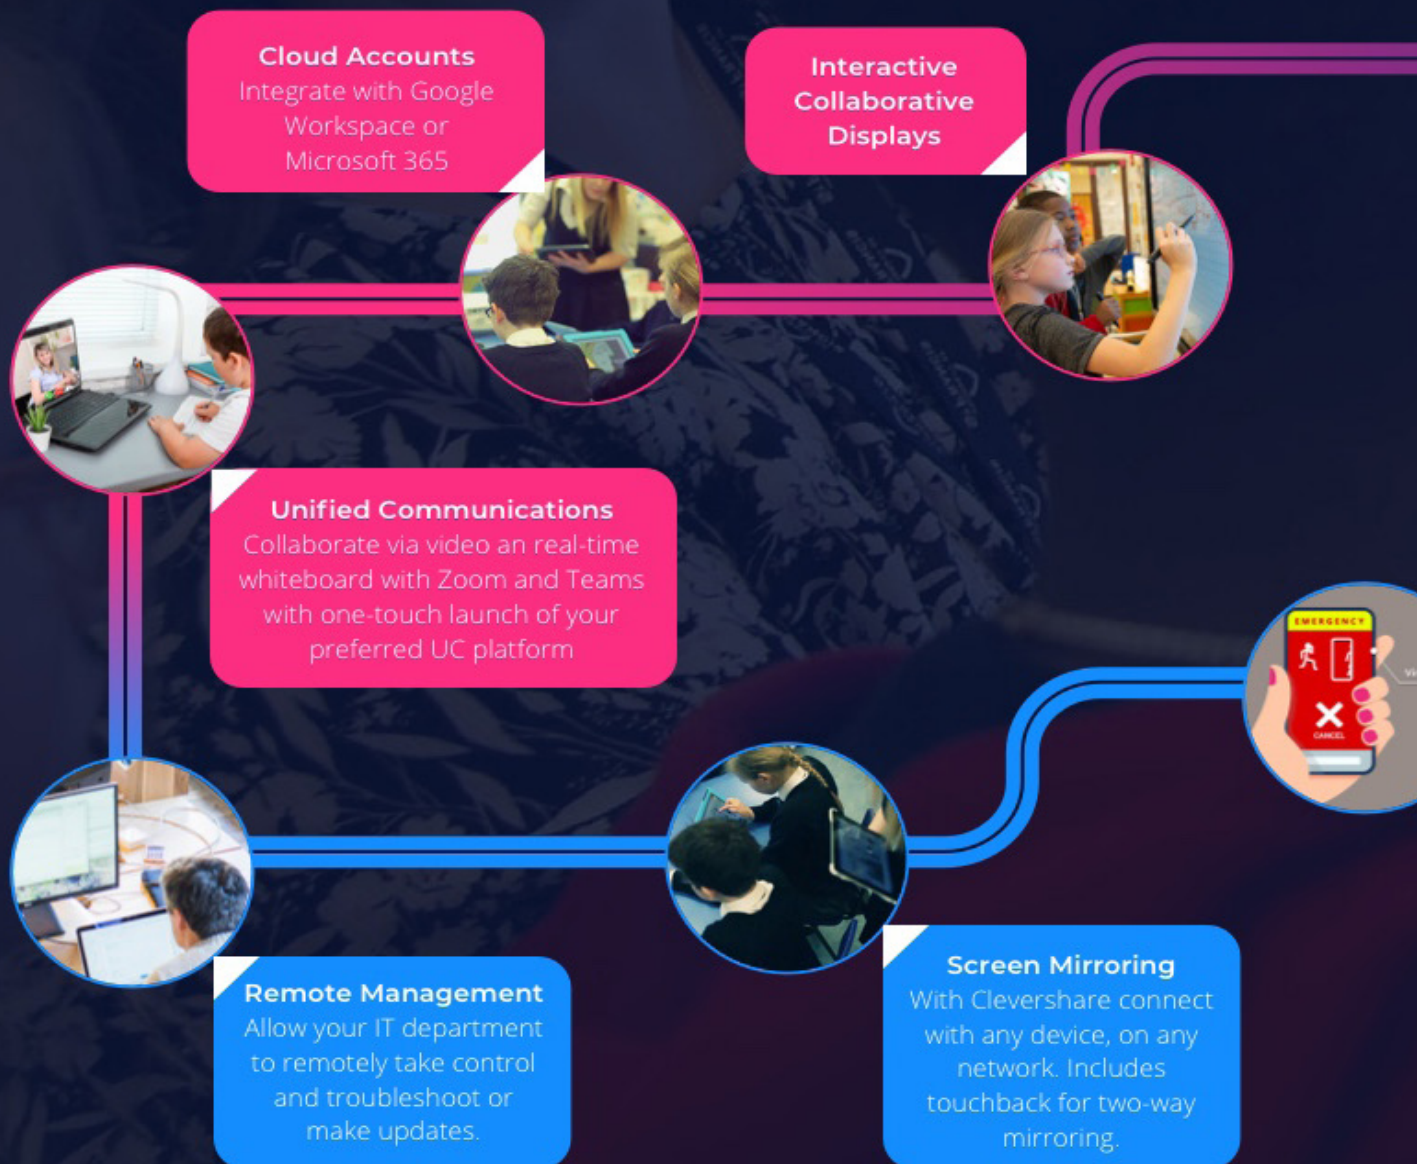 Cloud Accounts
Integrate with Google
Workspace or
Microsoft 365
Interactive
Collaborative
Displays
Unified Communications
Collaborate via video an real-time
whiteboard with Zoom and Teams
with one-touch launch of your
preferred UC platform
EMERGENCY
CANCEL
Remote Management
Allow your IT department
to remotely take control
and troubleshoot or
make updates.
Screen Mirroring
With Clevershare connect
with any device, on any
network. Includes
touchback for two-way
mirroring.